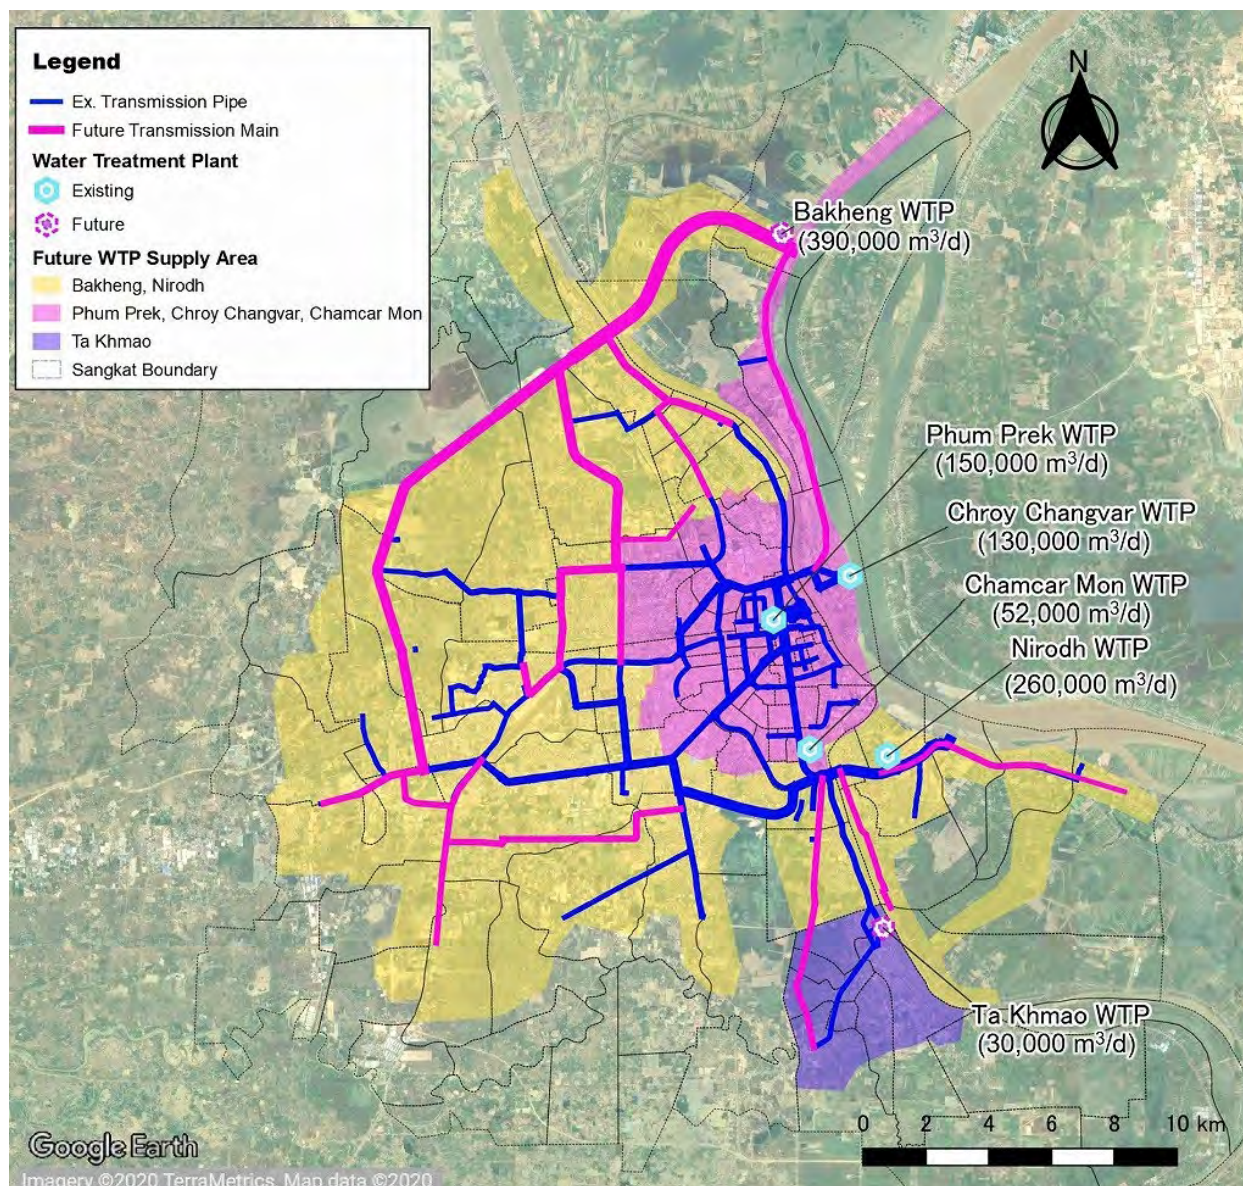 Legend
Ex. Transmission Pipe
Future Transmission Main
Water Treatment Plant
Existing
Future
Future WTP Supply Area
Bakheng, Nirodh
Phum Prek, Chroy Changvar, Chamcar Mon
Ta Khmao
Sangkat Boundary
N
Bakheng WTP
(390,000 m³/d)
Phum Prek WTP
(150,000 m³/d)
Chroy Changvar WTP
(130,000 m³/d)
Chamcar Mon WTP
(52,000 m³/d)
Nirodh WTP
(260,000 m³/d)
Ta Khmao WTP
(30,000 m³/d)
0 2 4 6 8 10 km
Google Earth
Imagery ©2020 TerraMetrics, Map data ©2020